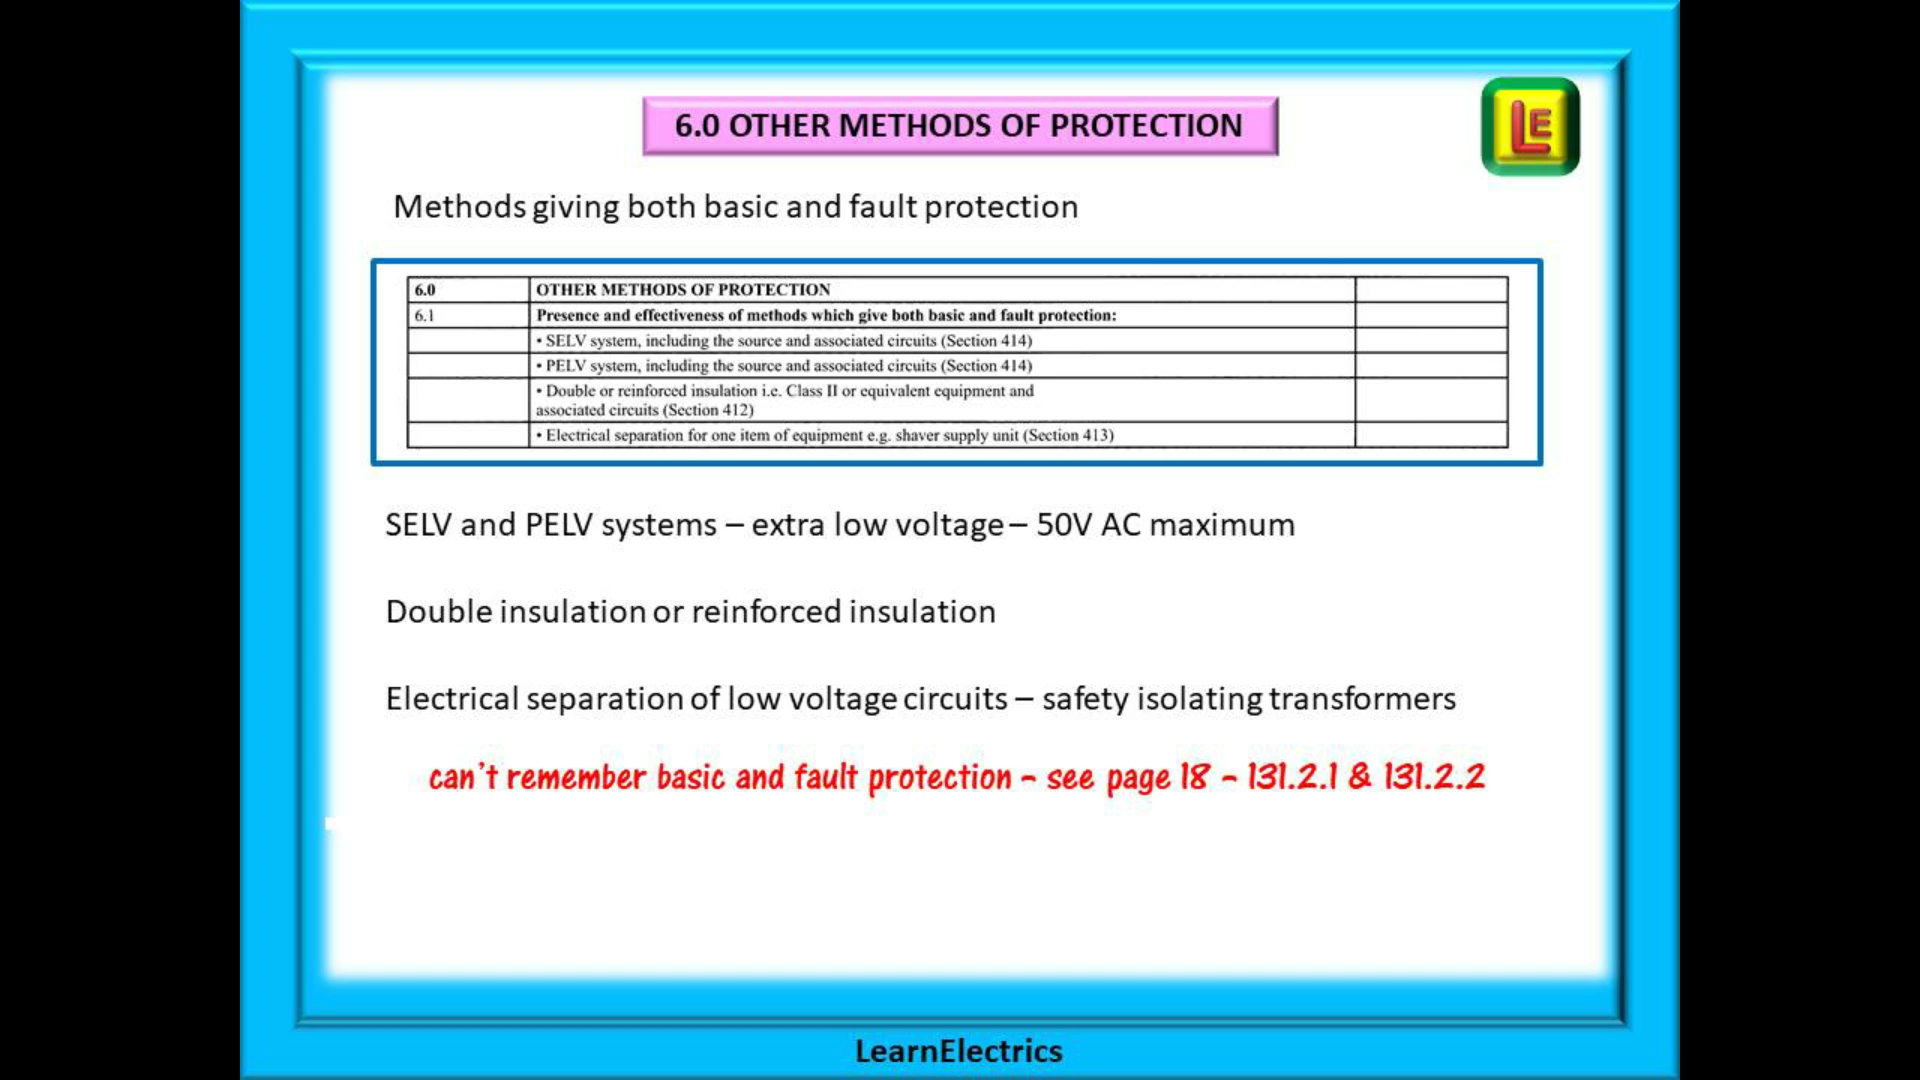 6.0 OTHER METHODS OF PROTECTION
LE
Methods giving both basic and fault protection
6.0 OTHER METHODS OF PROTECTION
6.1 Presence and effectiveness of methods which give both basic and fault protection:
• SELV system, including the source and associated circuits (Section 414)
• PELV system, including the source and associated circuits (Section 414)
• Double or reinforced insulation i.e. Class II or equivalent equipment and
associated circuits (Section 412)
• Electrical separation for one item of equipment e.g. shaver supply unit (Section 413)
SELV and PELV systems – extra low voltage – 50V AC maximum
Double insulation or reinforced insulation
Electrical separation of low voltage circuits – safety isolating transformers
can't remember basic and fault protection - see page 18 - 131.2.1 & 131.2.2
LearnElectrics